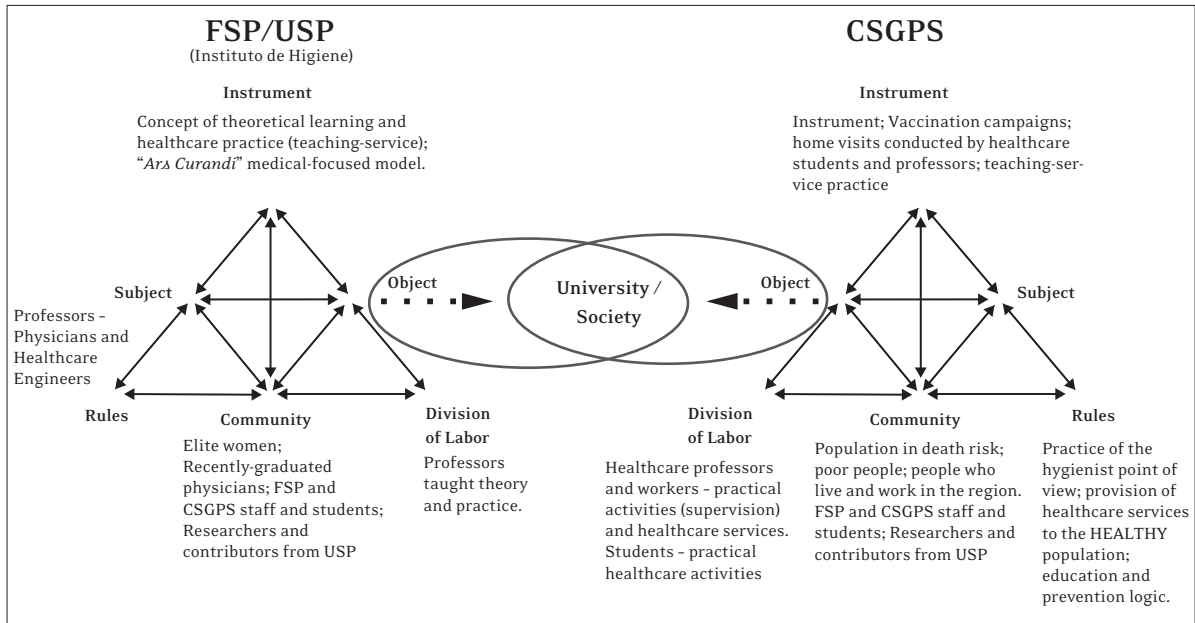 FSP/USP
(Instituto de Higiene)
Instrument
Concept of theoretical learning and
healthcare practice (teaching-service);
“Ars Curandi” medical-focused model.
Subject
Professors –
Physicians and
Healthcare
Engineers
Rules
Community
Elite women;
Recently-graduated
physicians; FSP and
CSGPS staff and students;
Researchers and
contributors from USP
Division
of Labor
Professors
taught theory
and practice.
Object
University /
Society
Object
CSGPS
Instrument
Instrument; Vaccination campaigns;
home visits conducted by healthcare
students and professors; teaching-ser-
vice practice
Subject
Division
of Labor
Healthcare professors
and workers – practical
activities (supervision)
and healthcare services.
Students – practical
healthcare activities
Community
Population in death risk;
poor people; people who
live and work in the region.
FSP and CSGPS staff and
students; Researchers and
contributors from USP
Rules
Practice of the
hygienist point of
view; provision of
healthcare services
to the HEALTHY
population;
education and
prevention logic.